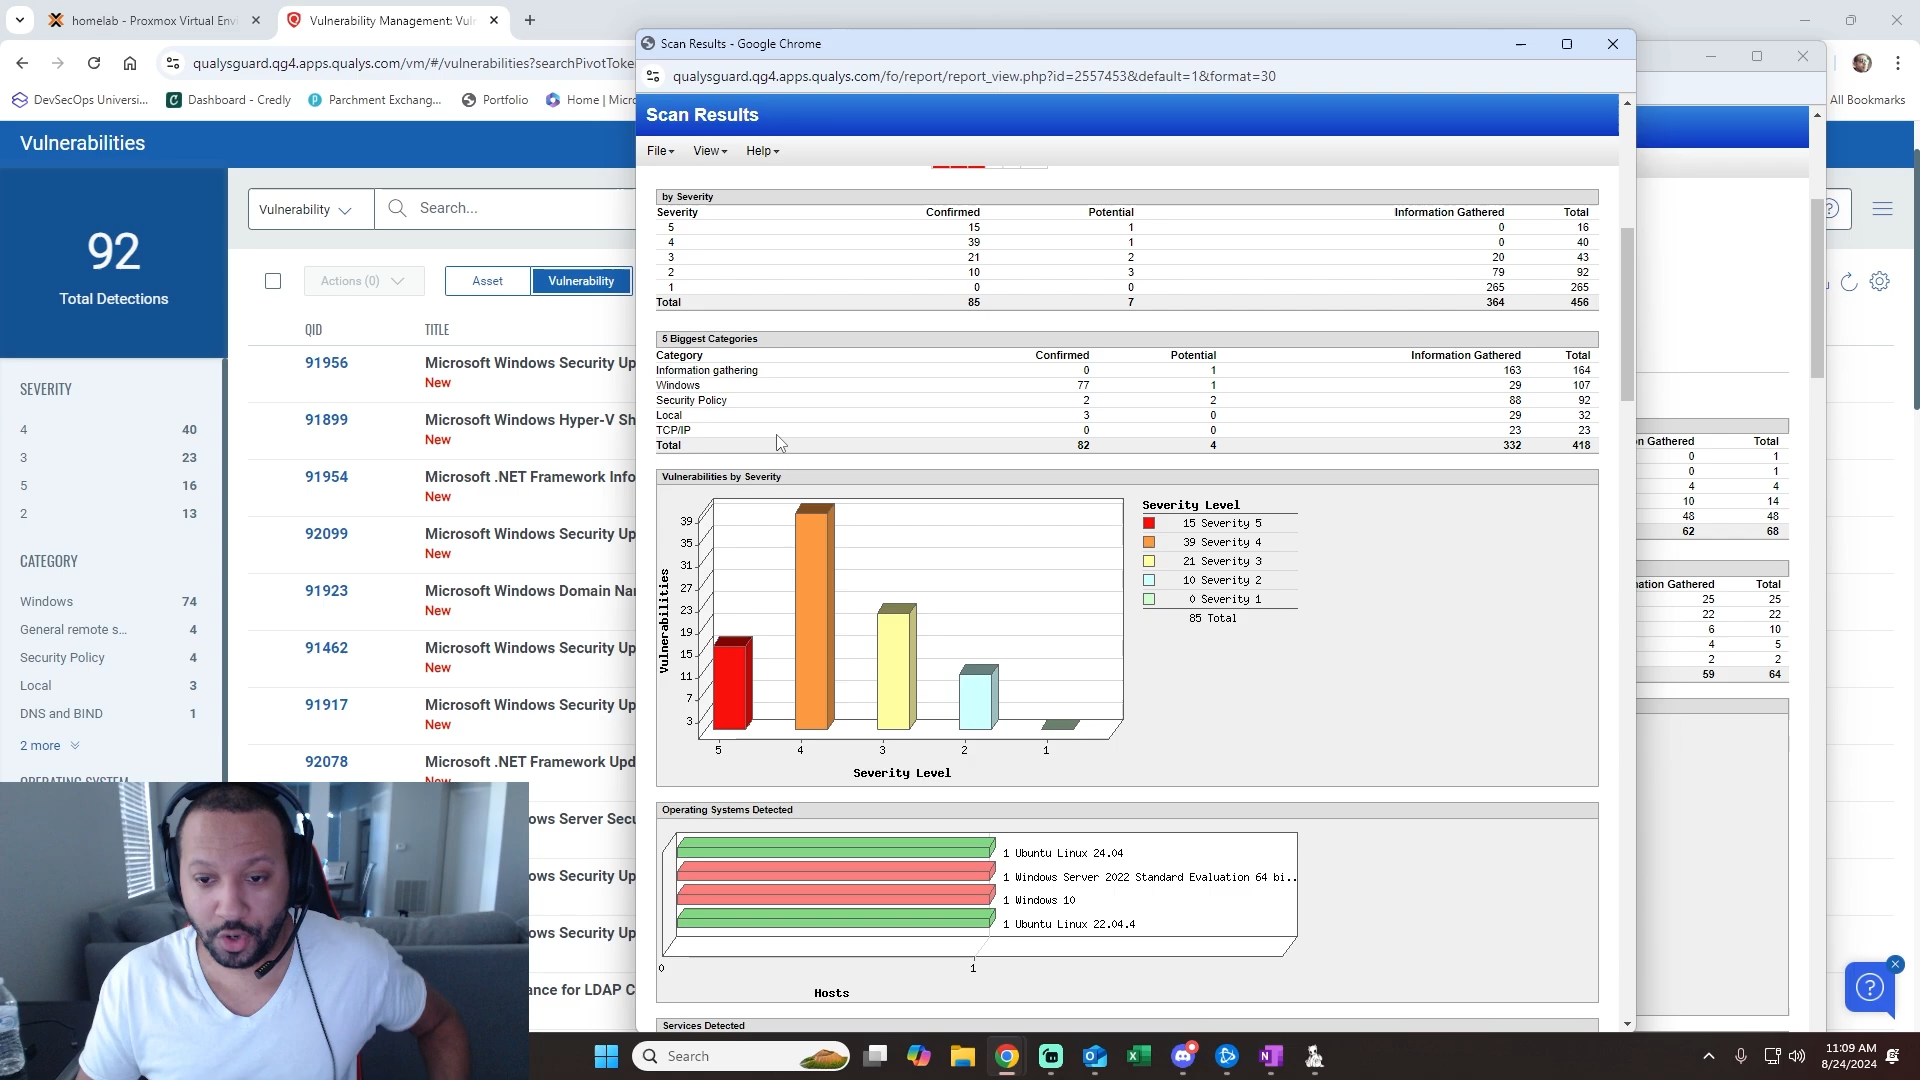 homelab - Proxmox Virtual Envi
Vulnerability Management: Vuln
Scan Results - Google Chrome
qualysguard.qg4.apps.qualys.com/vm/#/vulnerabilities?searchPivotToke
qualysguard.qg4.apps.qualys.com/fo/report/report_view.php?id=2557453&default=1&format=30
DevSecOps Universi...
Dashboard - Credly
Parchment Exchang...
Portfolio
Home | Micro
All Bookmarks
Vulnerabilities
Scan Results
File
View
Help
92
Total Detections
Vulnerability
Search...
Actions (0)
Asset
Vulnerability
SEVERITY
4 40
3 23
5 16
2 13
CATEGORY
Windows 74
General remote s... 4
Security Policy 4
Local 3
DNS and BIND 1
2 more
OPERATING SYSTEM
QID TITLE
91956 Microsoft Windows Security Up
New
91899 Microsoft Windows Hyper-V Sh
New
91954 Microsoft .NET Framework Info
New
92099 Microsoft Windows Security Up
New
91923 Microsoft Windows Domain Nar
New
91462 Microsoft Windows Security Up
New
91917 Microsoft Windows Security Up
New
92078 Microsoft .NET Framework Upd
New
ows Server Secu
ows Security Up
ows Security Up
ance for LDAP C
by Severity
Severity Confirmed Potential Information Gathered Total
5 15 1 0 16
4 39 1 0 40
3 21 2 20 43
2 10 3 79 92
1 0 0 265 265
Total 85 7 364 456
5 Biggest Categories
Category Confirmed Potential Information Gathered Total
Information gathering 0 1 163 164
Windows 77 1 29 107
Security Policy 2 2 88 92
Local 3 0 29 32
TCP/IP 0 0 23 23
Total 82 4 332 418
Vulnerabilities by Severity
Vulnerabilities
39
35
31
27
23
19
15
11
7
3
5 4 3 2 1
Severity Level
Severity Level
15 Severity 5
39 Severity 4
21 Severity 3
10 Severity 2
0 Severity 1
85 Total
Operating Systems Detected
1 Ubuntu Linux 24.04
1 Windows Server 2022 Standard Evaluation 64 bi..
1 Windows 10
1 Ubuntu Linux 22.04.4
0 1
Hosts
Services Detected
n Gathered Total
0 1
0 1
4 4
10 14
48 48
62 68
ation Gathered Total
25 25
22 22
6 10
4 5
2 2
59 64
Search
11:09 AM
8/24/2024